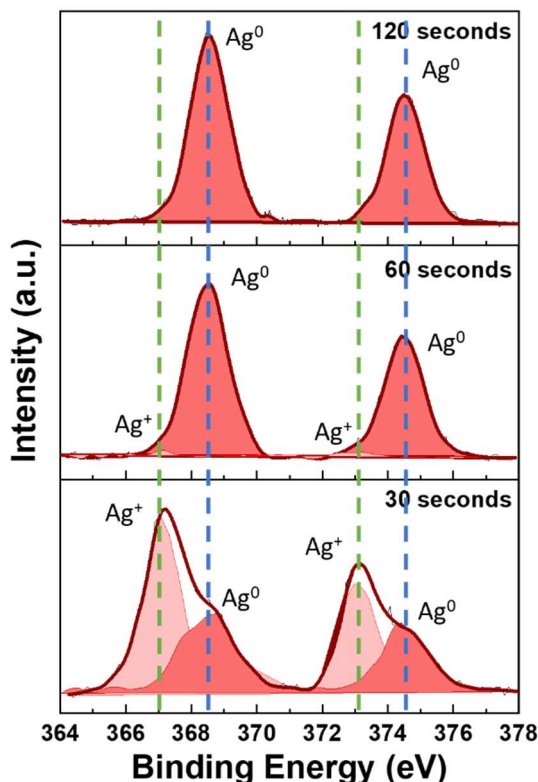 120 seconds
Ag⁰
Ag⁰
60 seconds
Ag⁰
Ag⁰
Ag⁺
Ag⁺
30 seconds
Ag⁺
Ag⁺
Ag⁰
Ag⁰
Intensity (a.u.)
364 366 368 370 372 374 376 378
Binding Energy (eV)